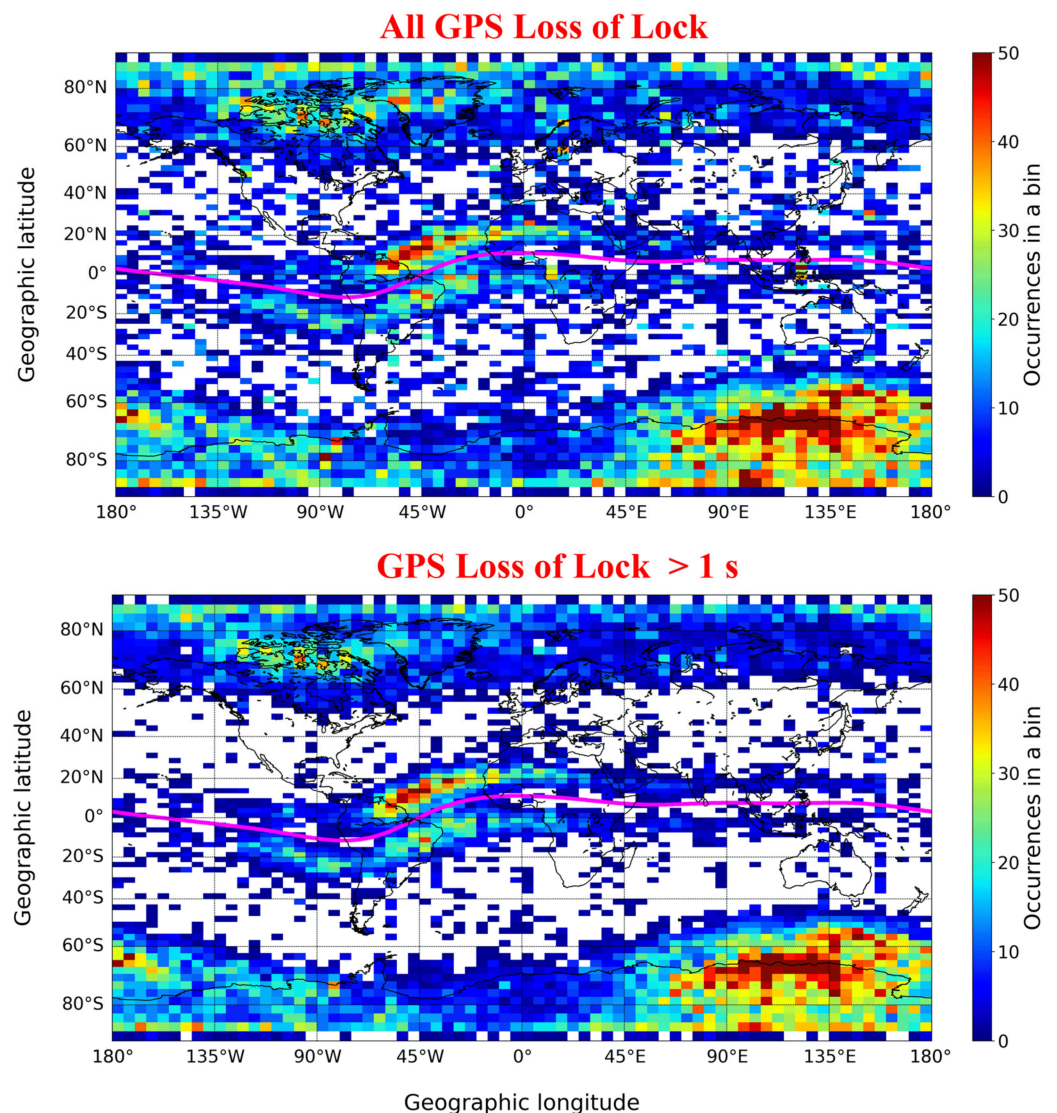 All GPS Loss of Lock
80°N
60°N
40°N
20°N
0°
20°S
40°S
60°S
80°S
Geographic latitude
180° 135°W 90°W 45°W 0° 45°E 90°E 135°E 180°
50
40
30
20
10
0
Occurrences in a bin
GPS Loss of Lock > 1 s
80°N
60°N
40°N
20°N
0°
20°S
40°S
60°S
80°S
Geographic latitude
180° 135°W 90°W 45°W 0° 45°E 90°E 135°E 180°
50
40
30
20
10
0
Occurrences in a bin
Geographic longitude